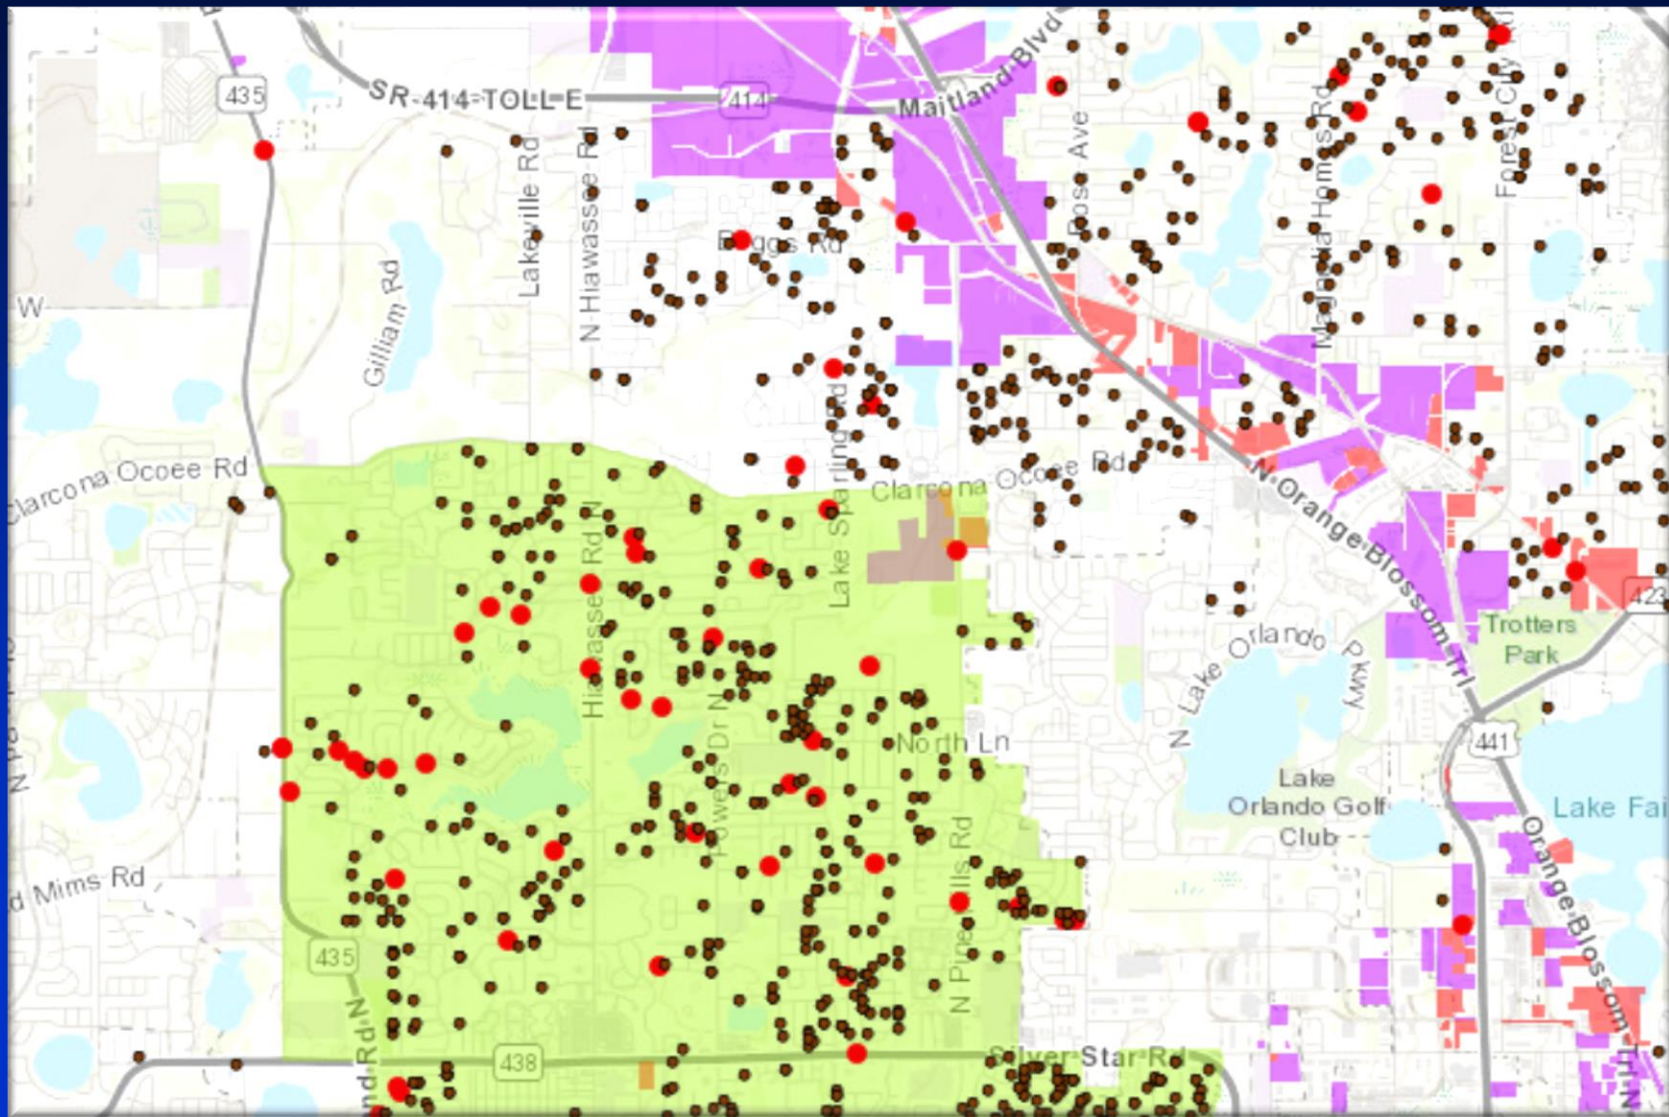 435
SR-414-TOLL-E
414
Maitland Blvd
Lakeville Rd
N Hiawassee Rd
Rose Ave
Magnolia Homes Rd
Forest City Rd
Beggs Rd
Gilliam Rd
W
Clarcona Ocoee Rd
Lake Sparling Rd
Clarcona Ocoee Rd
N Orange Blossom Trl
Hiawassee Rd N
423
Trotters
Park
N Lake Orlando Pkwy
441
North Ln
Powers Dr N
Lake
Orlando Golf
Club
Lake Fai
Orange Blossom Trl N
d Mims Rd
N Pine Hills Rd
435
nd Rd N
438
Silver Star Rd